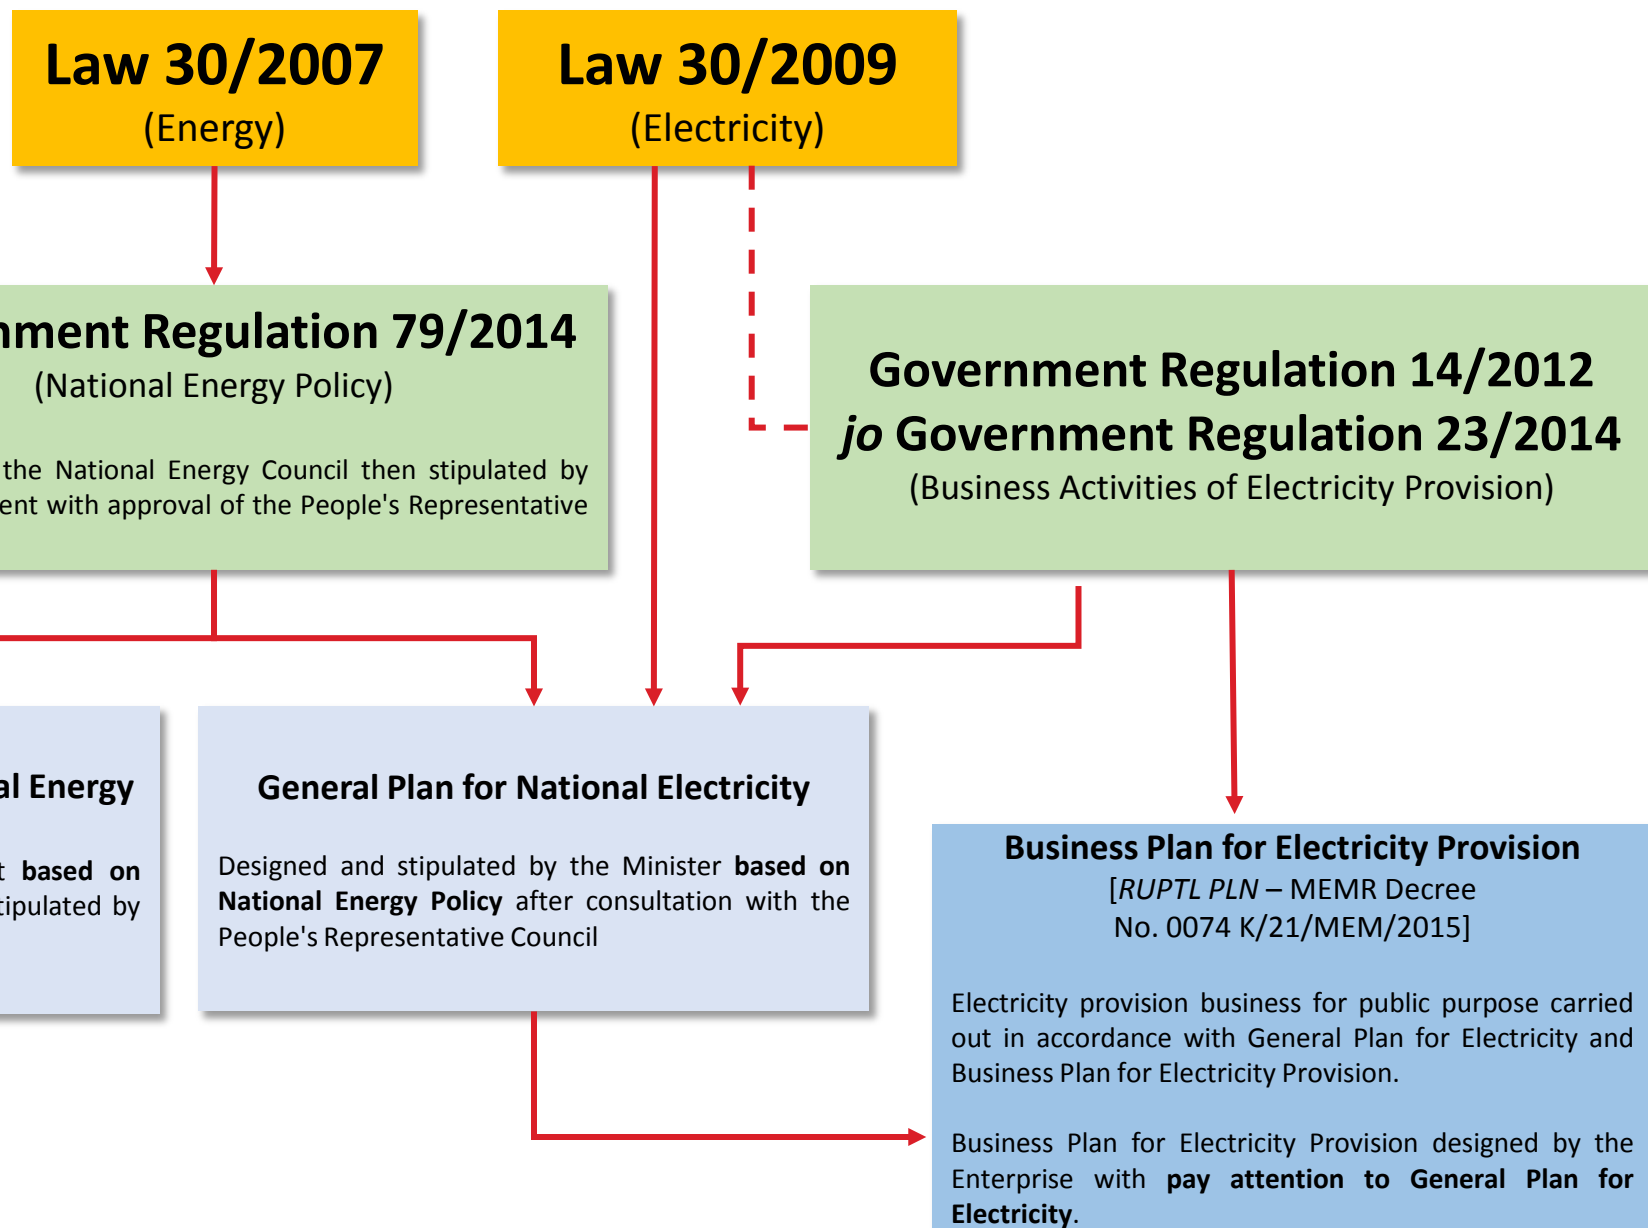 Law 30/2007
(Energy)
Law 30/2009
(Electricity)
nment Regulation 79/2014
(National Energy Policy)
the National Energy Council then stipulated by
ent with approval of the People's Representative
Government Regulation 14/2012
jo Government Regulation 23/2014
(Business Activities of Electricity Provision)
al Energy
t based on
tipulated by
General Plan for National Electricity
Designed and stipulated by the Minister based on
National Energy Policy after consultation with the
People's Representative Council
Business Plan for Electricity Provision
[RUPTL PLN – MEMR Decree
No. 0074 K/21/MEM/2015]
Electricity provision business for public purpose carried
out in accordance with General Plan for Electricity and
Business Plan for Electricity Provision.
Business Plan for Electricity Provision designed by the
Enterprise with pay attention to General Plan for
Electricity.